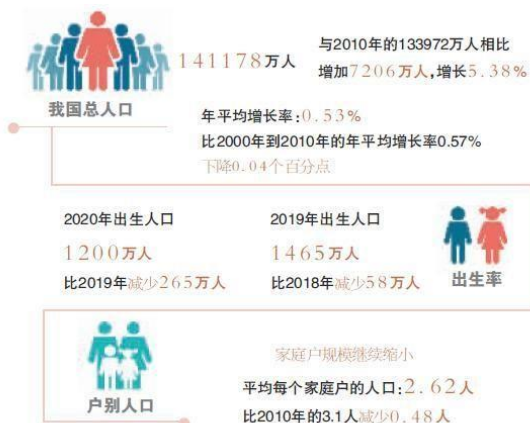 141178万人
与2010年的133972万人相比
增加7206万人,增长5.38%
我国总人口
年平均增长率:0.53%
比2000年到2010年的年平均增长率0.57%
下降0.04个百分点
2020年出生人口
1200万人
比2019年减少265万人
2019年出生人口
1465万人
比2018年减少58万人
出生率
户别人口
家庭户规模继续缩小
平均每个家庭户的人口:2.62人
比2010年的3.1人减少0.48人